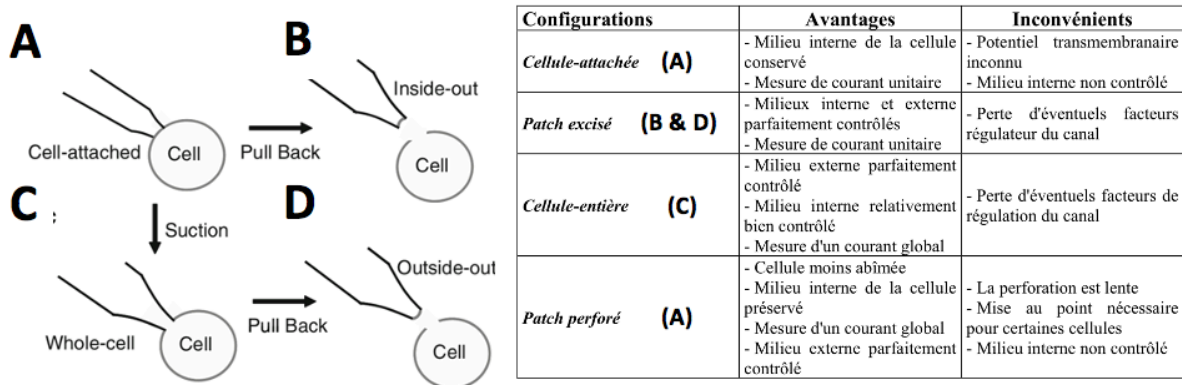 A
B
Inside-out
Cell-attached
Cell
Pull Back
Cell
C
:
Suction
D
Outside-out
Whole-cell
Cell
Pull Back
Cell
Configurations
Avantages
Inconvénients
Cellule-attachée (A)
- Milieu interne de la cellule
conservé
- Mesure de courant unitaire
- Potentiel transmembranaire
inconnu
- Milieu interne non contrôlé
Patch excisé (B & D)
- Milieux interne et externe
parfaitement contrôlés
- Mesure de courant unitaire
- Perte d'éventuels facteurs
régulateur du canal
Cellule-entière (C)
- Milieu externe parfaitement
contrôlé
- Milieu interne relativement
bien contrôlé
- Mesure d'un courant global
- Perte d'éventuels facteurs de
régulation du canal
Patch perforé (A)
- Cellule moins abîmée
- Milieu interne de la cellule
préservé
- Mesure d'un courant global
- Milieu externe parfaitement
contrôlé
- La perforation est lente
- Mise au point nécessaire
pour certaines cellules
- Milieu interne non contrôlé